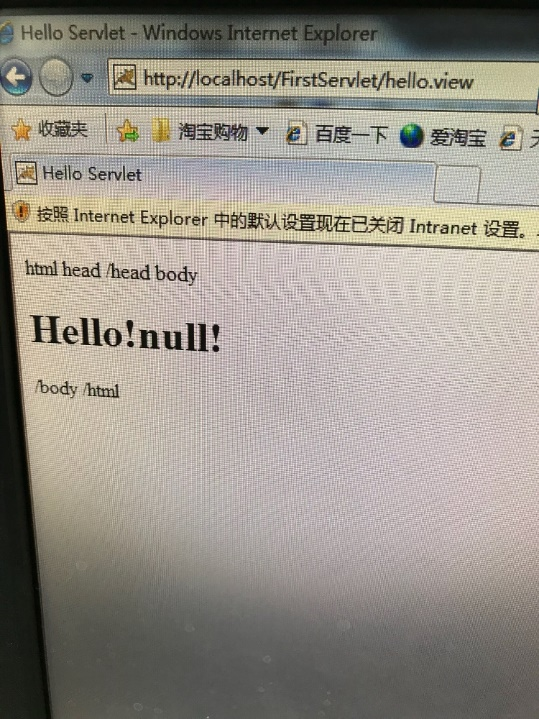 Hello Servlet - Windows Internet Explorer
http://localhost/FirstServlet/hello.view
收藏夹 淘宝购物 百度一下 爱淘宝
Hello Servlet
按照 Internet Explorer 中的默认设置现在已关闭 Intranet 设置。
html head /head body
Hello!null!
/body /html